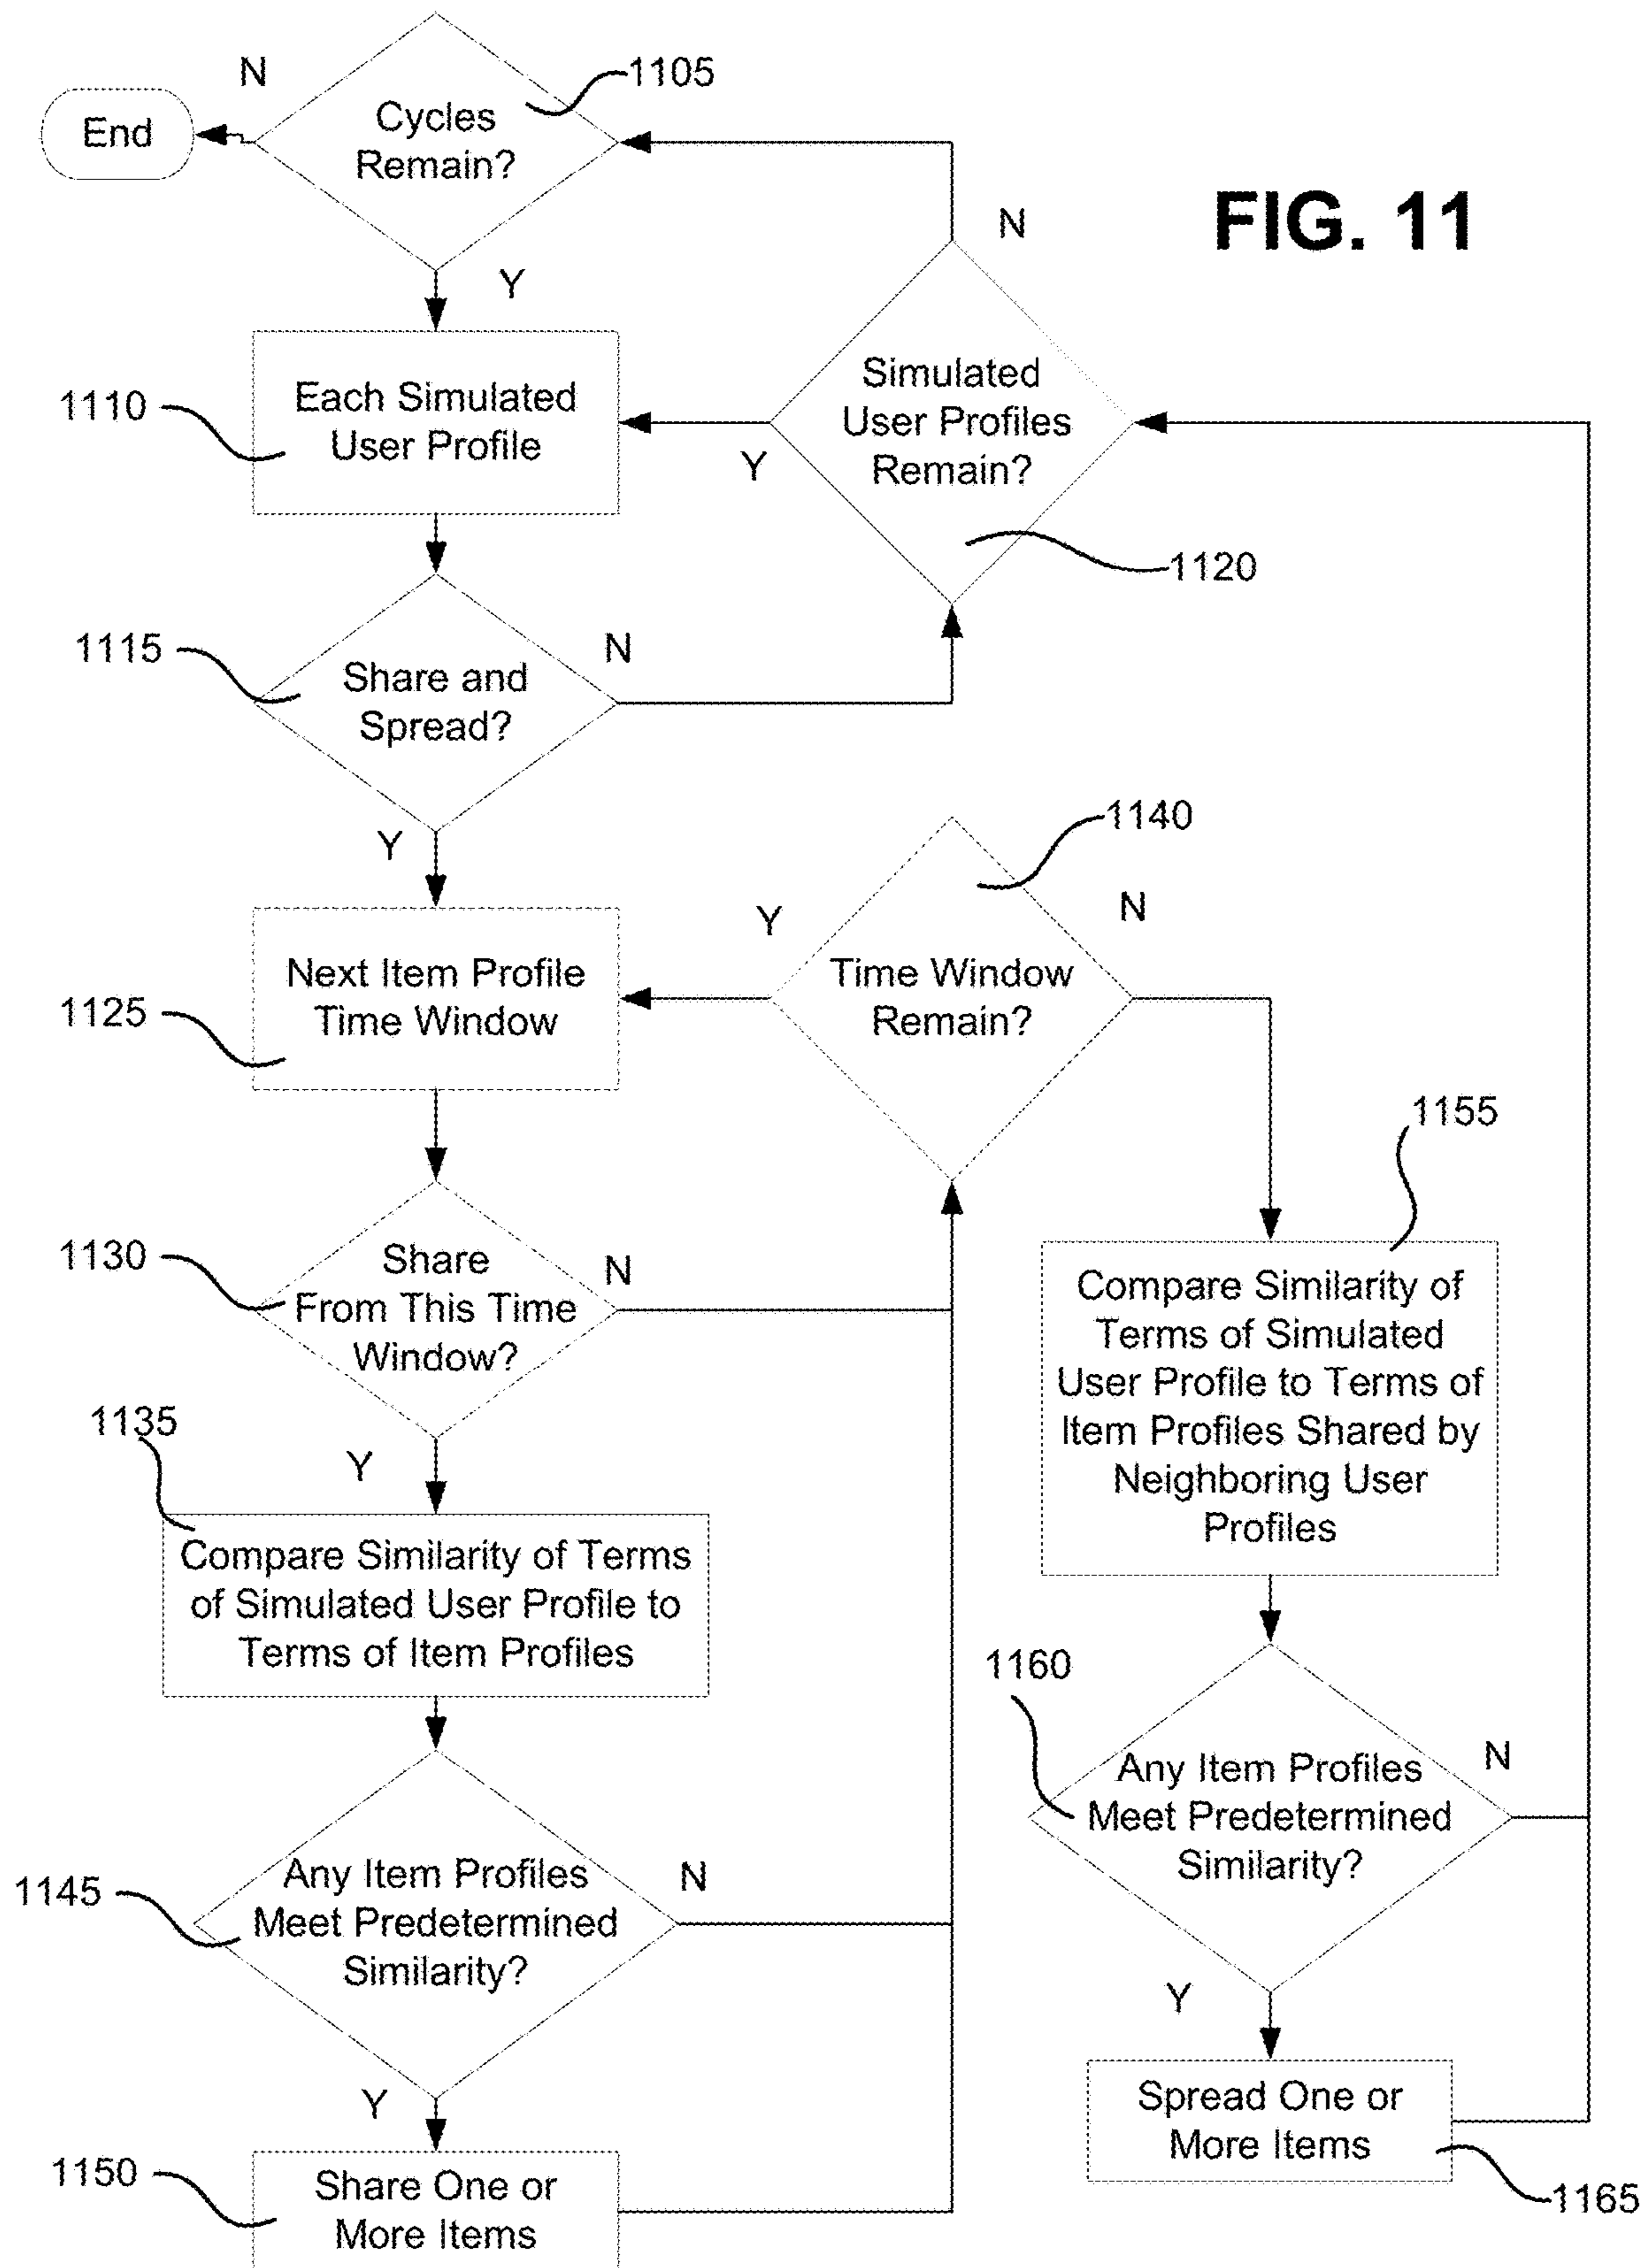 N
1105
End
Cycles
Remain?
FIG. 11
N
Y
Simulated
User Profiles
Remain?
1110
Each Simulated
User Profile
Y
1120
1115
Share and
Spread?
N
Y
1140
Y
N
Next Item Profile
Time Window
Time Window
Remain?
1125
1155
1130
Share
From This Time
Window?
N
Compare Similarity of
Terms of Simulated
User Profile to Terms of
Item Profiles Shared by
Neighboring User
Profiles
1135
Y
Compare Similarity of Terms
of Simulated User Profile to
Terms of Item Profiles
1160
Any Item Profiles
Meet Predetermined
Similarity?
N
1145
Any Item Profiles
Meet Predetermined
Similarity?
N
Y
Y
Spread One or
More Items
1165
1150
Share One or
More Items